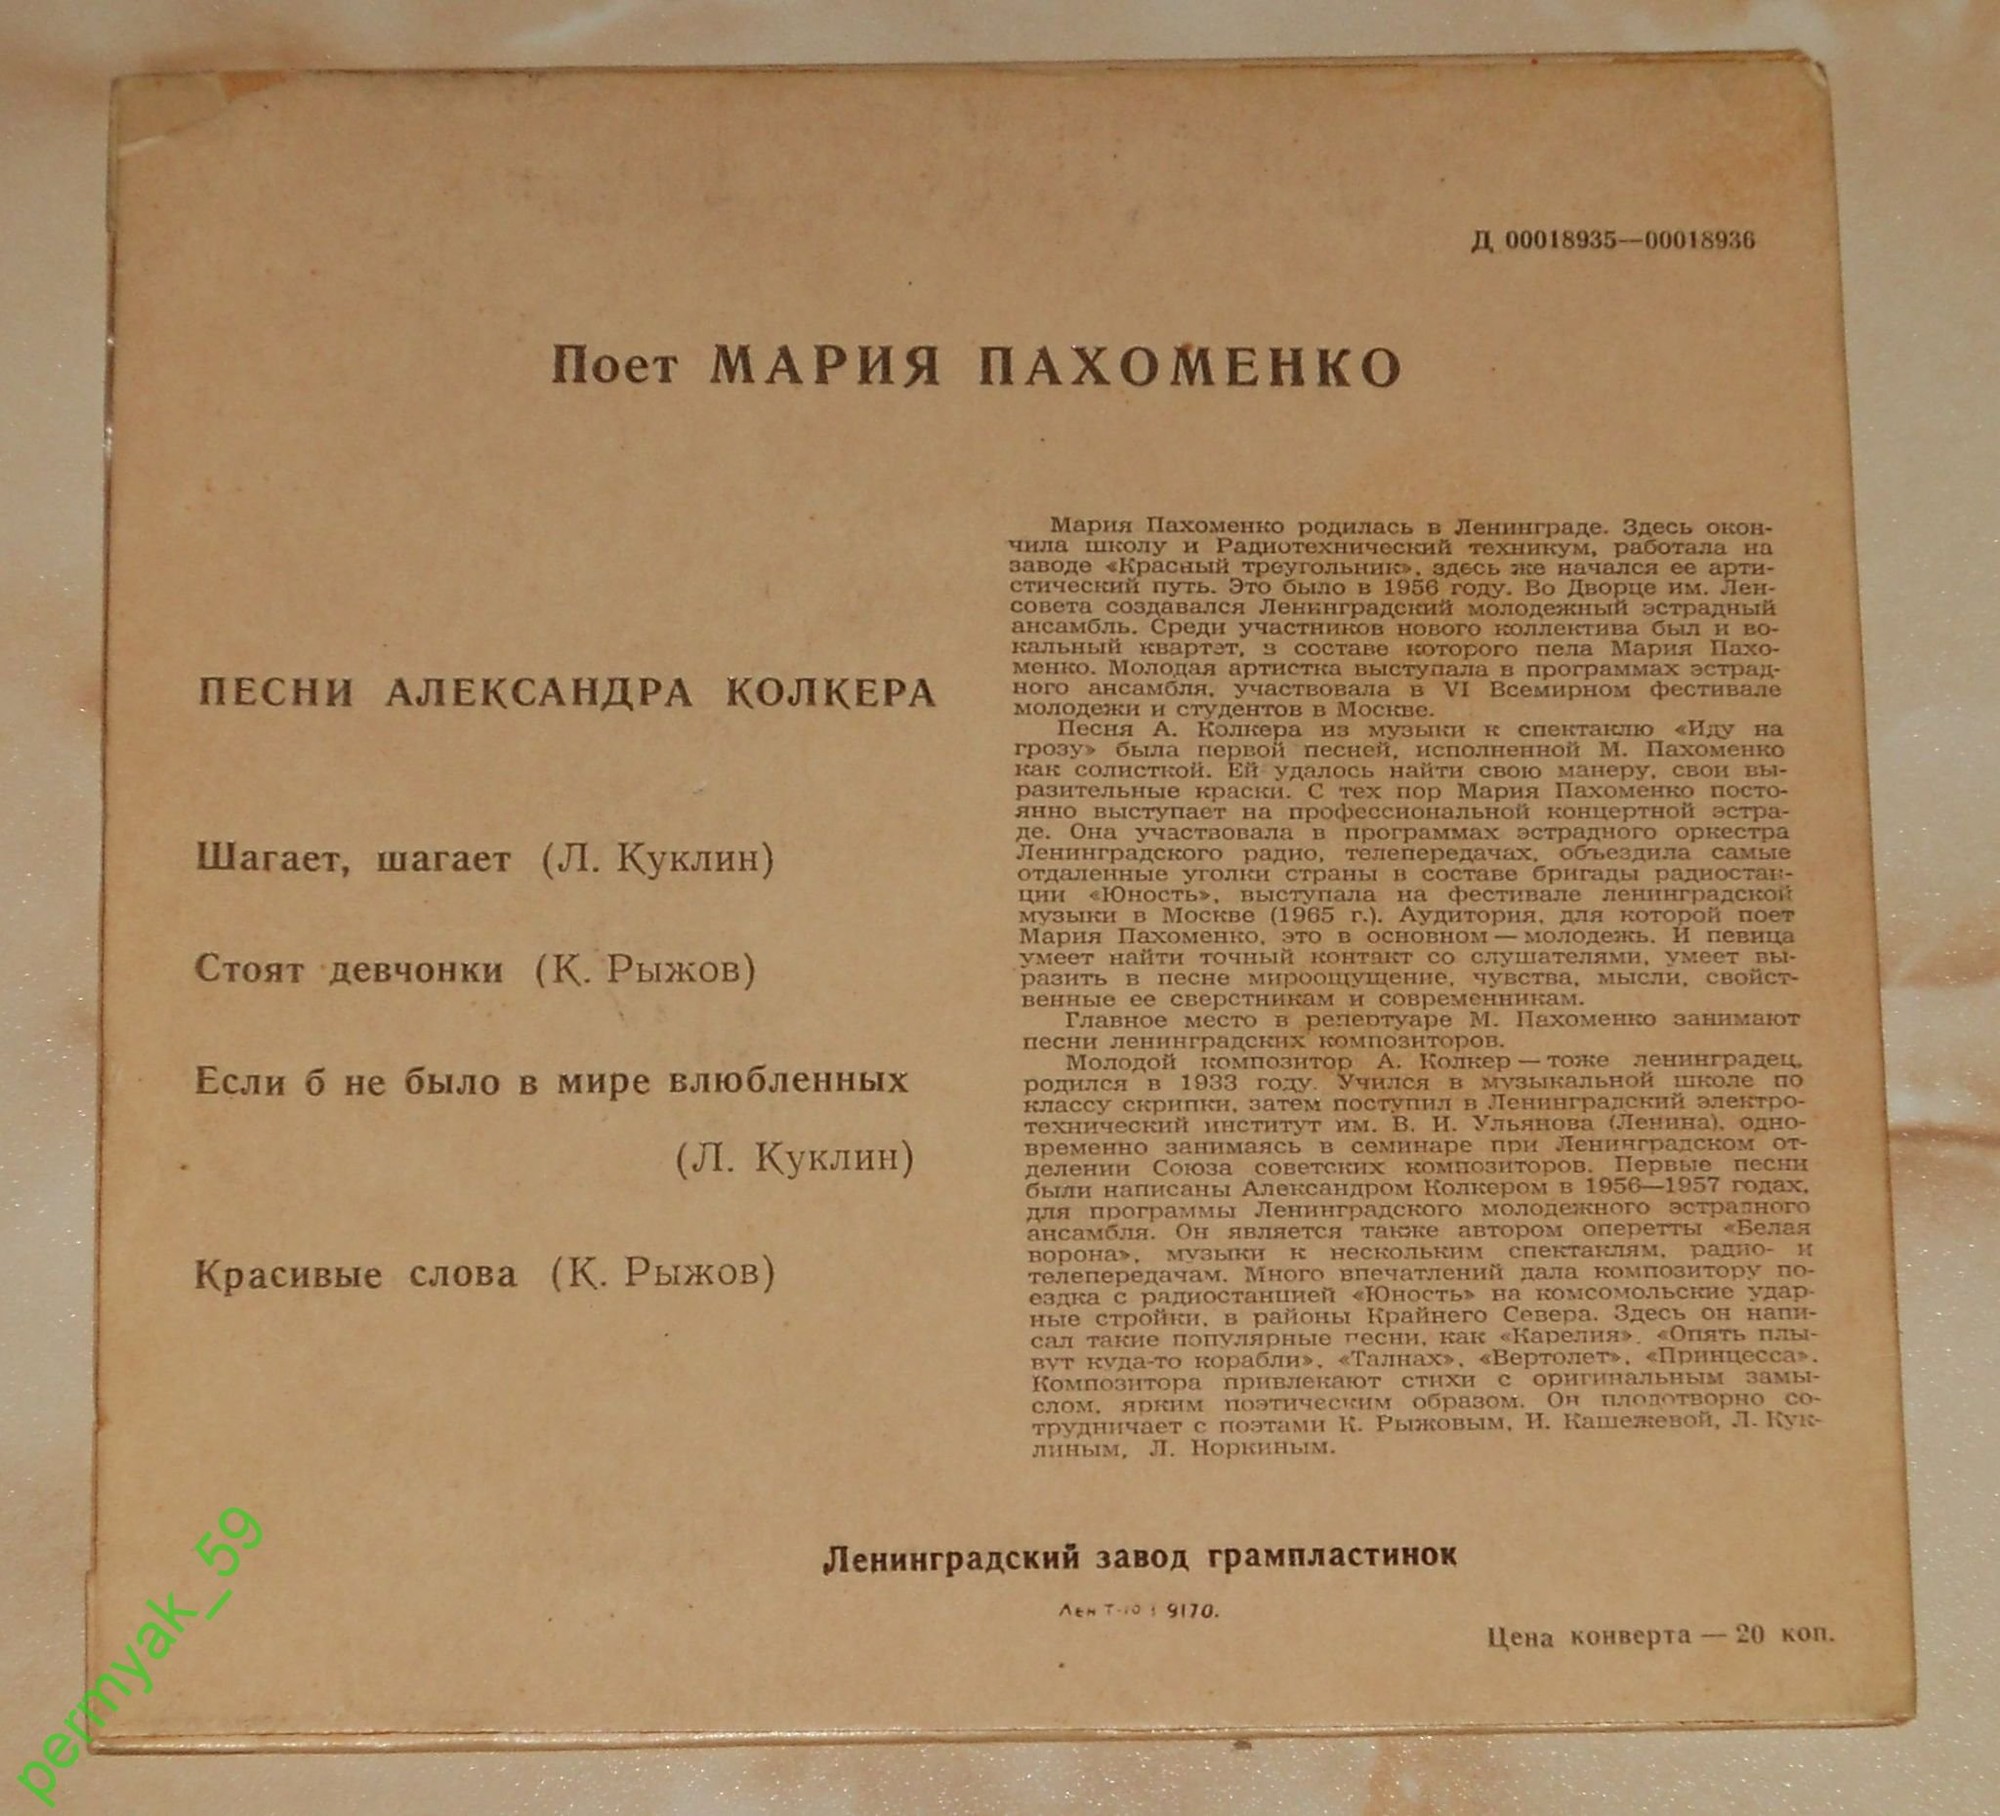 Д 00018935—00018936
Поет МАРИЯ ПАХОМЕНКО
ПЕСНИ АЛЕКСАНДРА КОЛКЕРА
Шагает, шагает (Л. Куклин)
Стоят девчонки (К. Рыжов)
Если б не было в мире влюбленных
(Л. Куклин)
Красивые слова (К. Рыжов)
Мария Пахоменко родилась в Ленинграде. Здесь окон-
чила школу и Радиотехнический техникум, работала на
заводе «Красный треугольник», здесь же начался ее арти-
стический путь. Это было в 1956 году. Во Дворце им. Лен-
совета создавался Ленинградский молодежный эстрадный
ансамбль. Среди участников нового коллектива был и во-
кальный квартэт, з составе которого пела Мария Пахо-
менко. Молодая артистка выступала в программах эстрад-
ного ансамбля, участвовала в VI Всемирном фестивале
молодежи и студентов в Москве.
Песня А. Колкера из музыки к спектаклю «Иду на
грозу» была первой песней, исполненной М. Пахоменко
как солисткой. Ей удалось найти свою манеру, свои вы-
разительные краски. С тех пор Мария Пахоменко посто-
янно выступает на профессиональной концертной эстра-
де. Она участвовала в программах эстрадного оркестра
Ленинградского радио, телепередачах, объездила самые
отдаленные уголки страны в составе бригады радиостан-
ции «Юность», выступала на фестивале ленинградской
музыки в Москве (1965 г.). Аудитория, для которой поет
Мария Пахоменко, это в основном — молодежь. И певица
умеет найти точный контакт со слушателями, умеет вы-
разить в песне мироощущение, чувства, мысли, свойст-
венные ее сверстникам и современникам.
Главное место в репертуаре М. Пахоменко занимают
песни ленинградских композиторов.
Молодой композитор А. Колкер — тоже ленинградец,
родился в 1933 году. Учился в музыкальной школе по
классу скрипки, затем поступил в Ленинградский электро-
технический институт им. В. И. Ульянова (Ленина), одно-
временно занимаясь в семинаре при Ленинградском от-
делении Союза советских композиторов. Первые песни
были написаны Александром Колкером в 1956—1957 годах,
для программы Ленинградского молодежного эстрадного
ансамбля. Он является также автором оперетты «Белая
ворона», музыки к нескольким спектаклям, радио- и
телепередачам. Много впечатлений дала композитору по-
ездка с радиостанцией «Юность» на комсомольские удар-
ные стройки, в районы Крайнего Севера. Здесь он напи-
сал такие популярные песни, как «Карелия», «Опять плы-
вут куда-то корабли», «Талнах», «Вертолет», «Принцесса».
Композитора привлекают стихи с оригинальным замы-
слом, ярким поэтическим образом. Он плодотворно со-
трудничает с поэтами К. Рыжовым, И. Кашежевой, Л. Кук-
линым, Л. Норкиным.
Ленинградский завод грампластинок
9170.
Цена конверта — 20 коп.
permyak_59